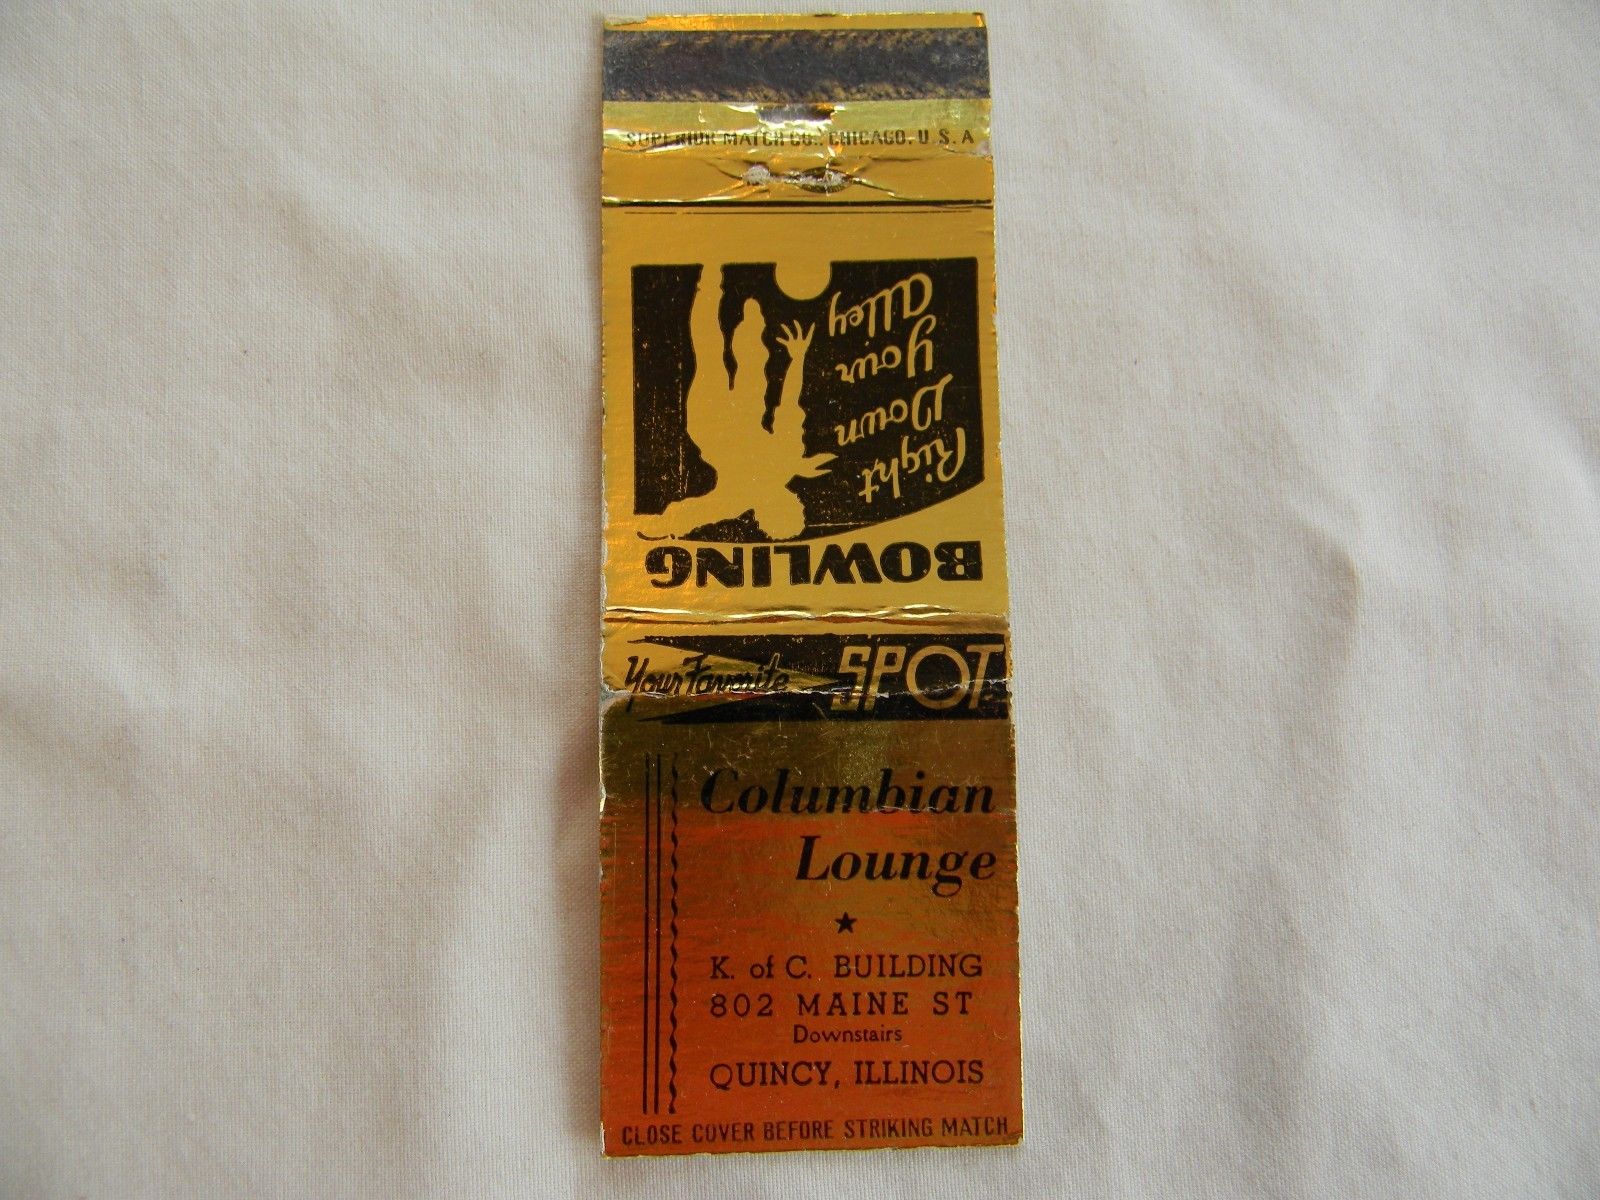 SUPERIOR MATCH CO., CHICAGO, U.S.A
BOWLING
Right
Down
Your
Alley
Your Favorite SPOT
Columbian
Lounge
K. of C. BUILDING
802 MAINE ST
Downstairs
QUINCY, ILLINOIS
CLOSE COVER BEFORE STRIKING MATCH